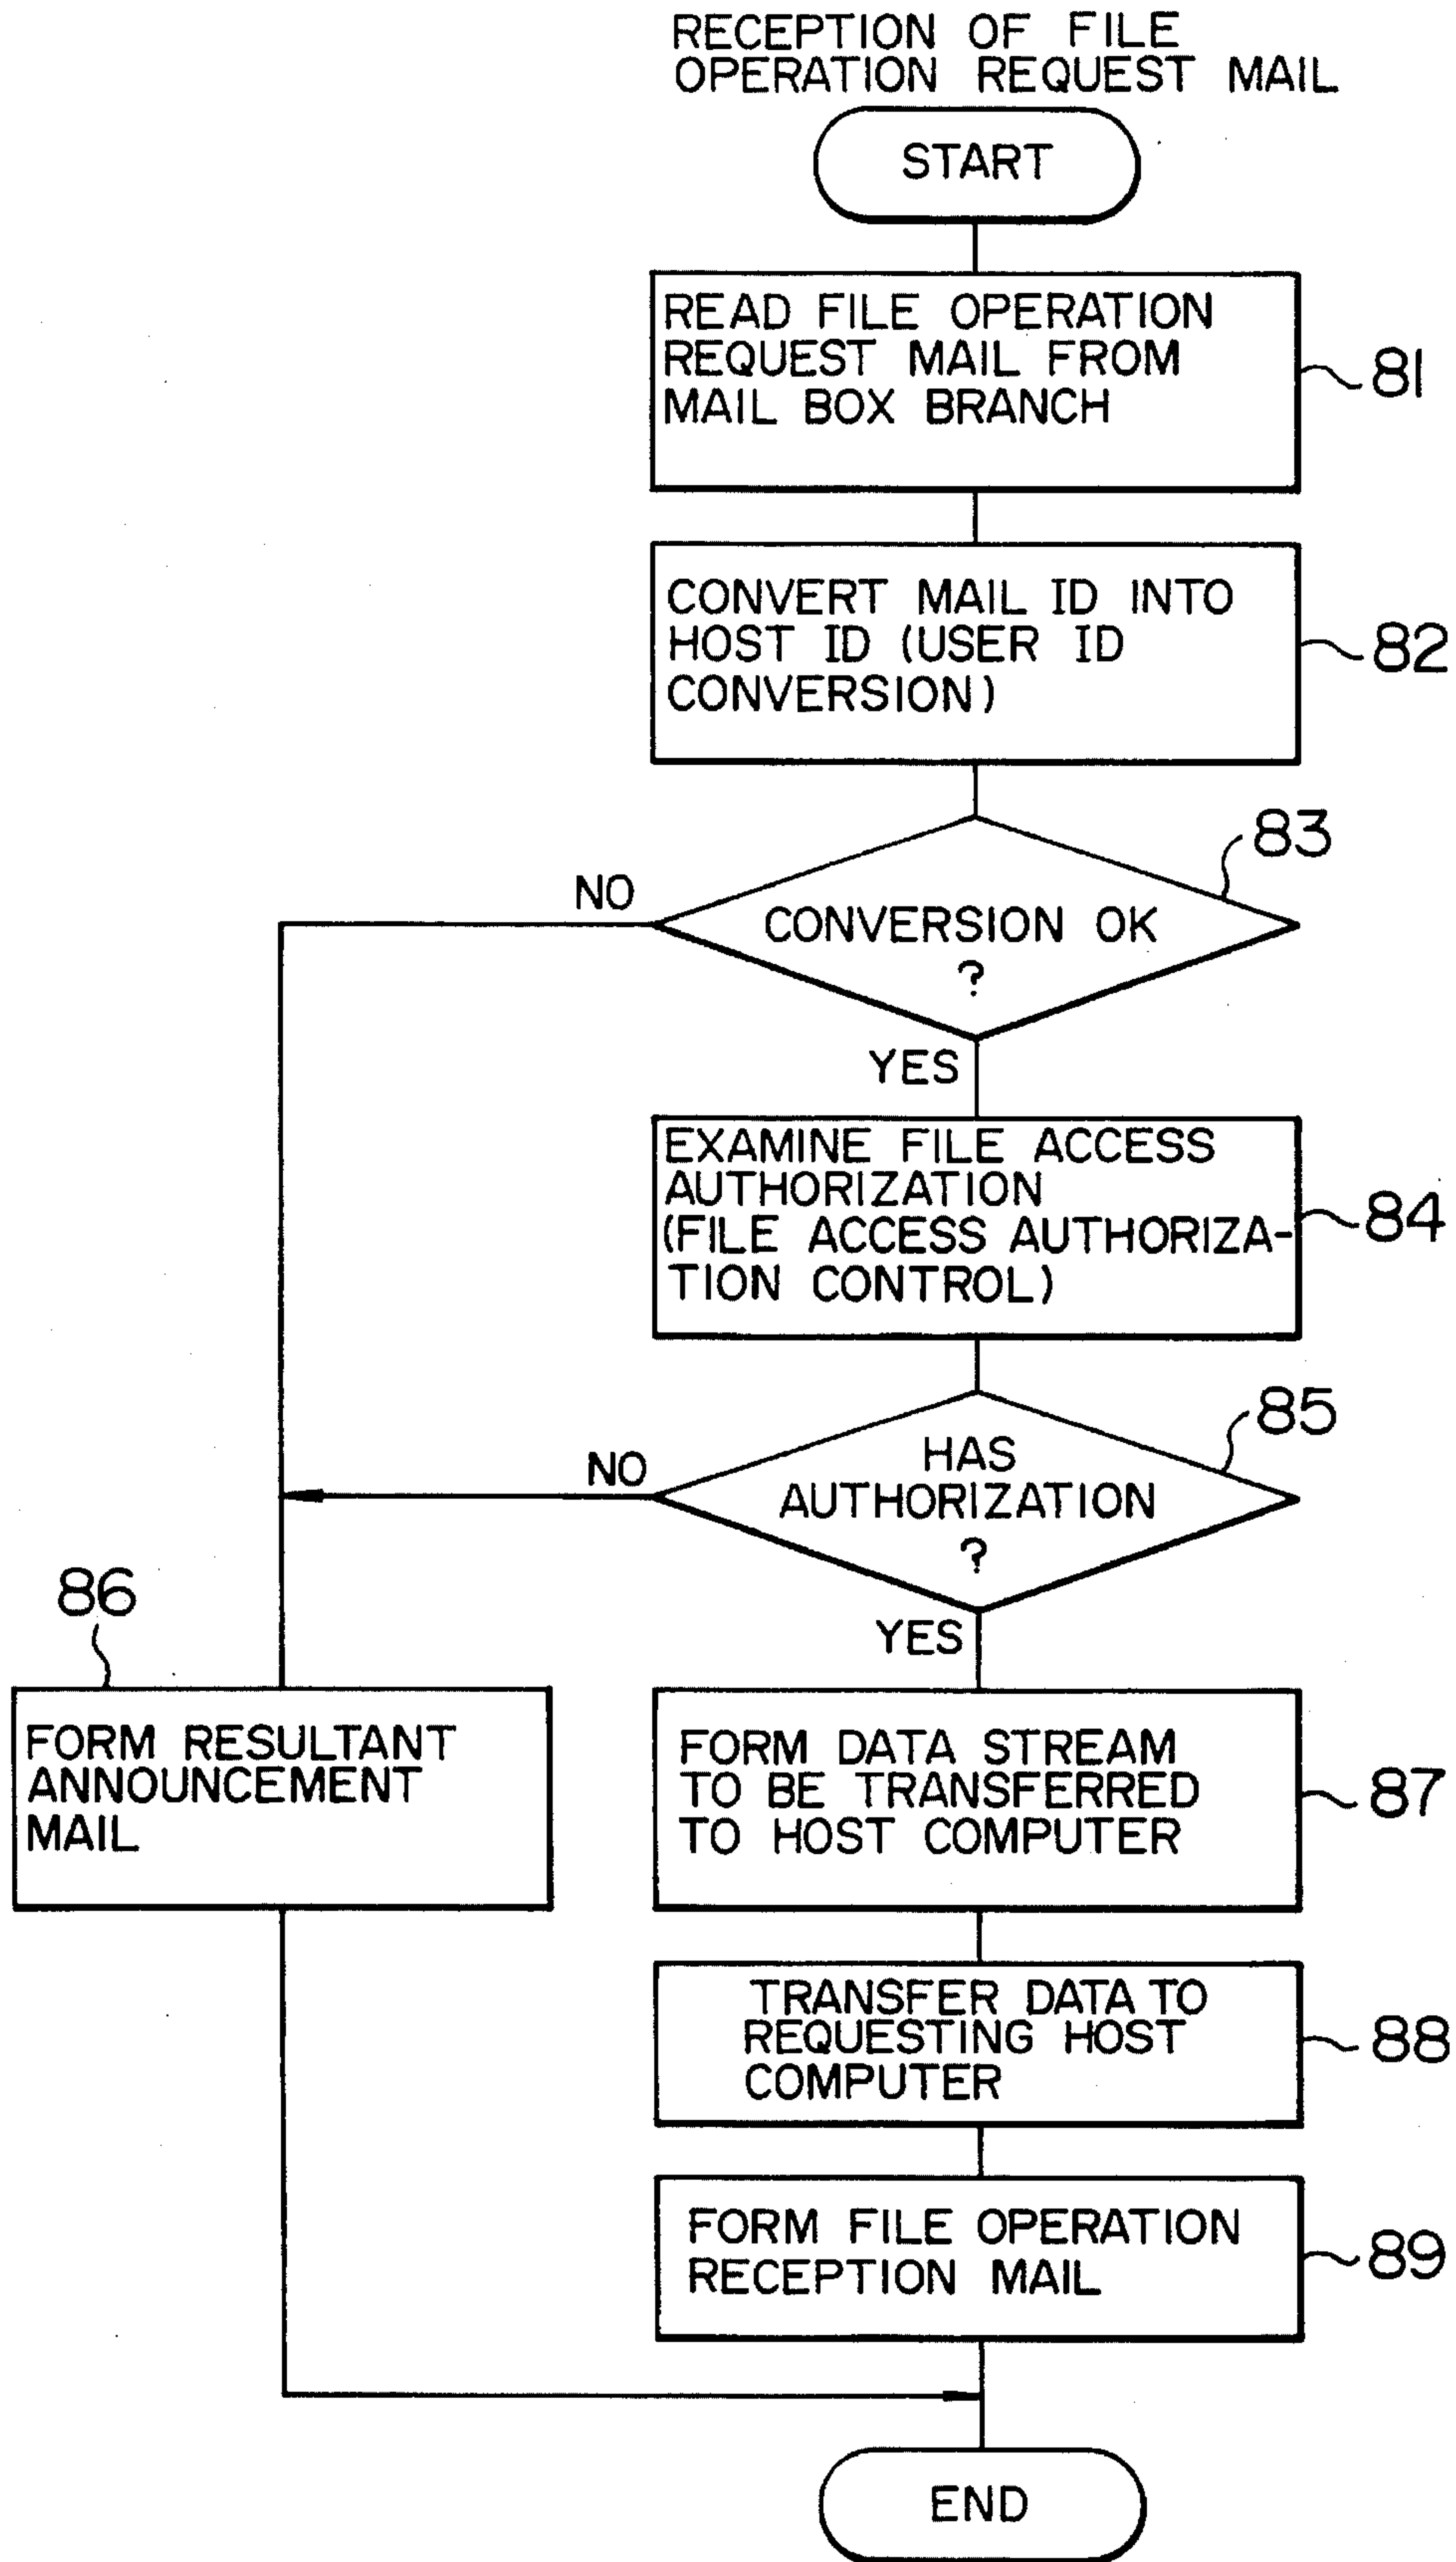 RECEPTION OF FILE
OPERATION REQUEST MAIL
START
READ FILE OPERATION
REQUEST MAIL FROM
MAIL BOX BRANCH
81
CONVERT MAIL ID INTO
HOST ID (USER ID
CONVERSION)
82
83
NO
CONVERSION OK
?
YES
EXAMINE FILE ACCESS
AUTHORIZATION
(FILE ACCESS AUTHORIZA-
TION CONTROL)
84
85
NO
HAS
AUTHORIZATION
?
YES
86
FORM RESULTANT
ANNOUNCEMENT
MAIL
FORM DATA STREAM
TO BE TRANSFERRED
TO HOST COMPUTER
87
TRANSFER DATA TO
REQUESTING HOST
COMPUTER
88
FORM FILE OPERATION
RECEPTION MAIL
89
END